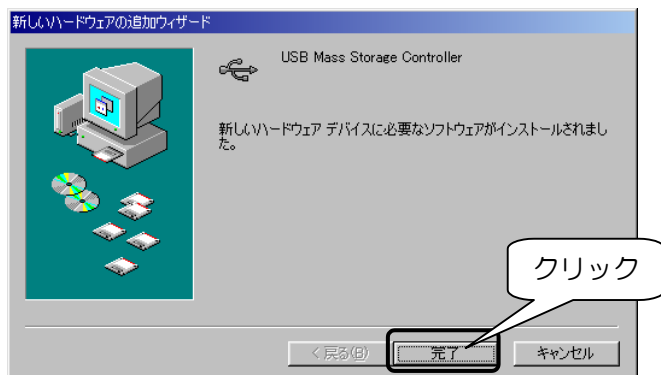 新しいハードウェアの追加ウィザード
USB Mass Storage Controller
新しいハードウェア デバイスに必要なソフトウェアがインストールされまし
た。
クリック
< 戻る(B)
完了
キャンセル